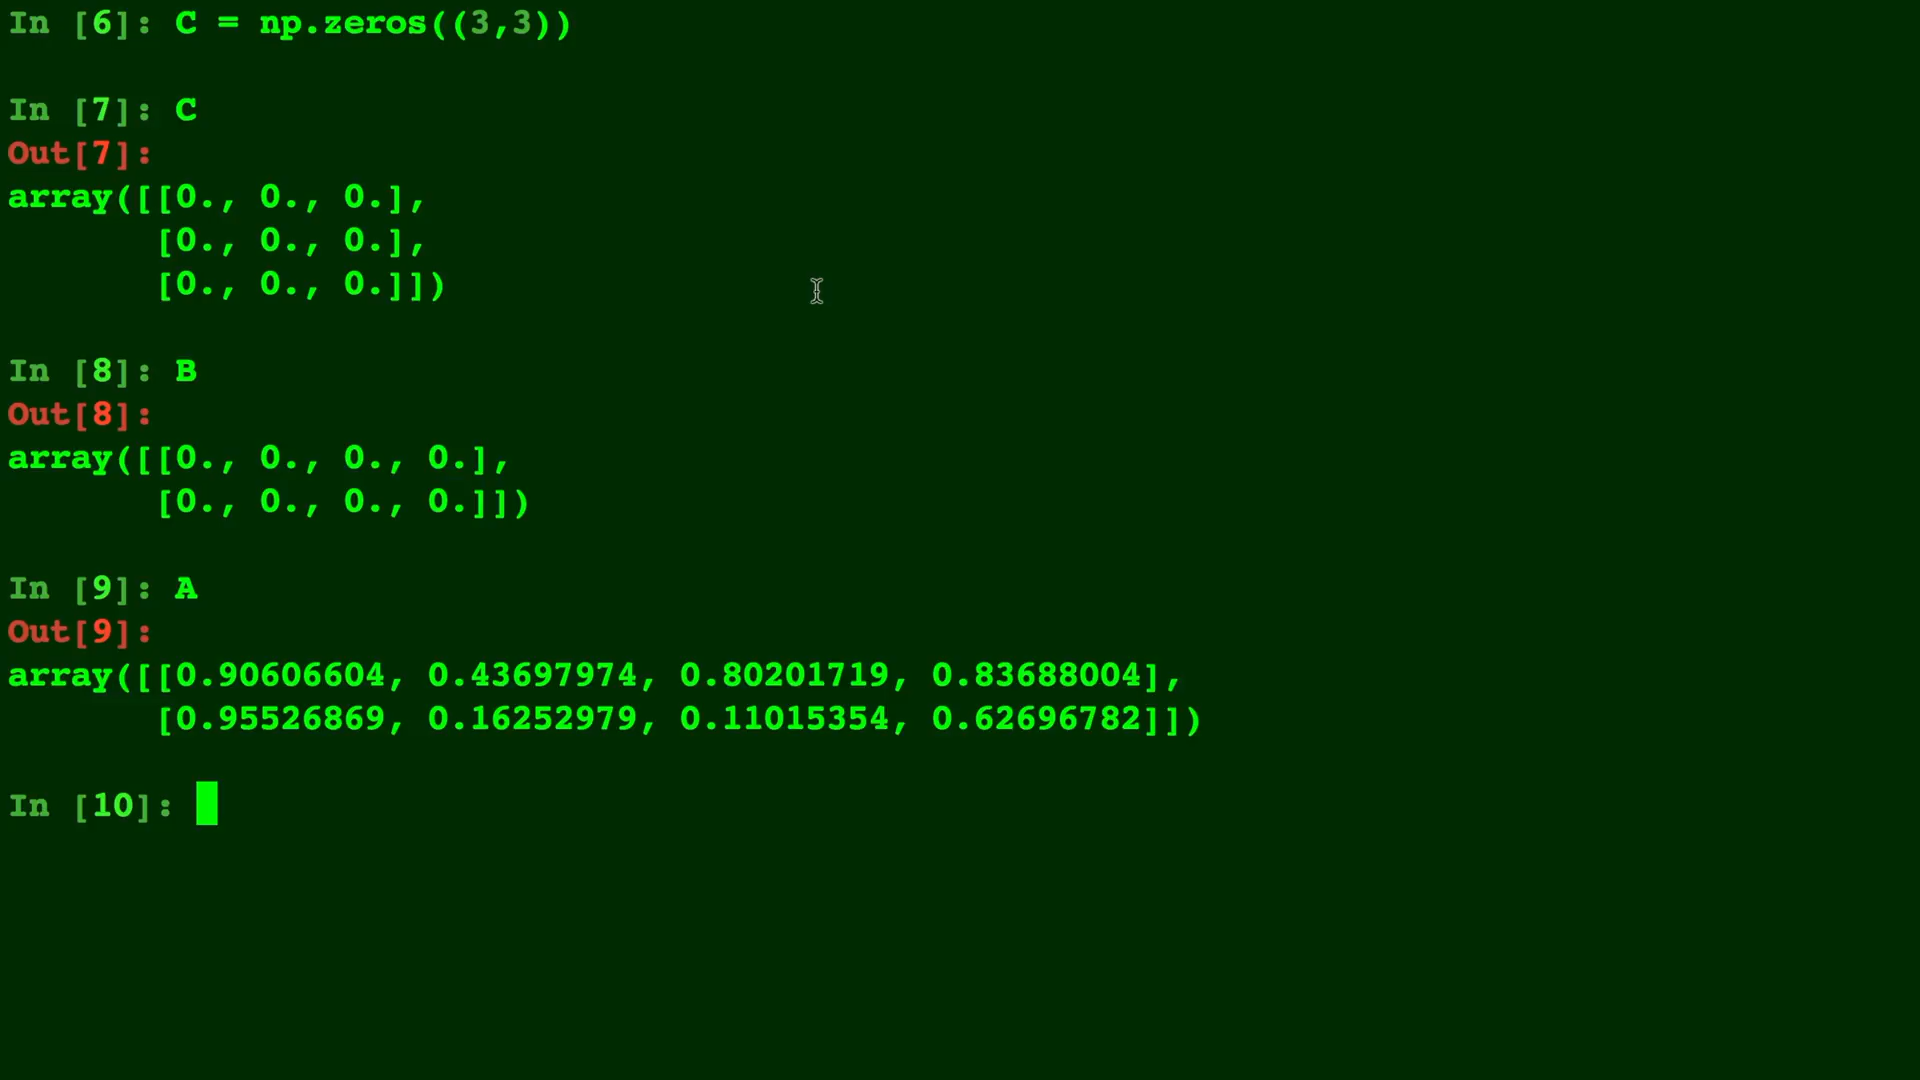 In [6]: C = np.zeros((3,3))
In [7]: C
Out[7]:
array([[0., 0., 0.],
       [0., 0., 0.],
       [0., 0., 0.]])
In [8]: B
Out[8]:
array([[0., 0., 0., 0.],
       [0., 0., 0., 0.]])
In [9]: A
Out[9]:
array([[0.90606604, 0.43697974, 0.80201719, 0.83688004],
       [0.95526869, 0.16252979, 0.11015354, 0.62696782]])
In [10]: